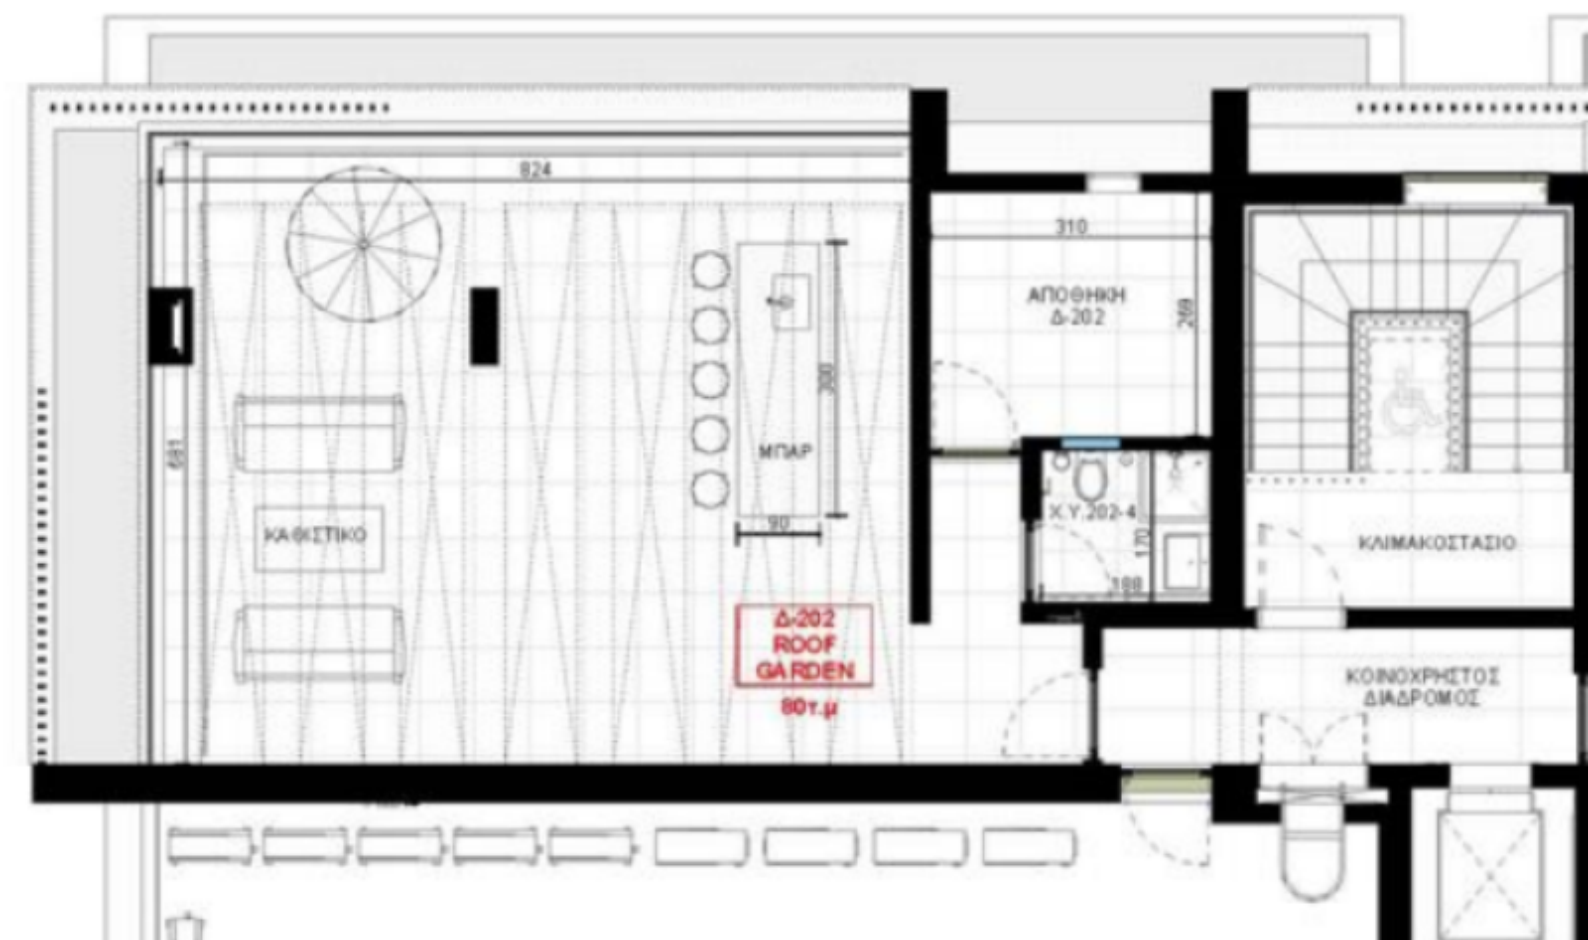 824
310
ΑΠΟΘΗΚΗ
Δ-202
269
300
681
ΜΠΑΡ
90
ΚΑΘΙΣΤΙΚΟ
Χ.Υ.202-4
170
188
ΚΛΙΜΑΚΟΣΤΑΣΙΟ
Δ-202
ROOF
GARDEN
80τ.μ
ΚΟΙΝΟΧΡΗΣΤΟΣ
ΔΙΑΔΡΟΜΟΣ